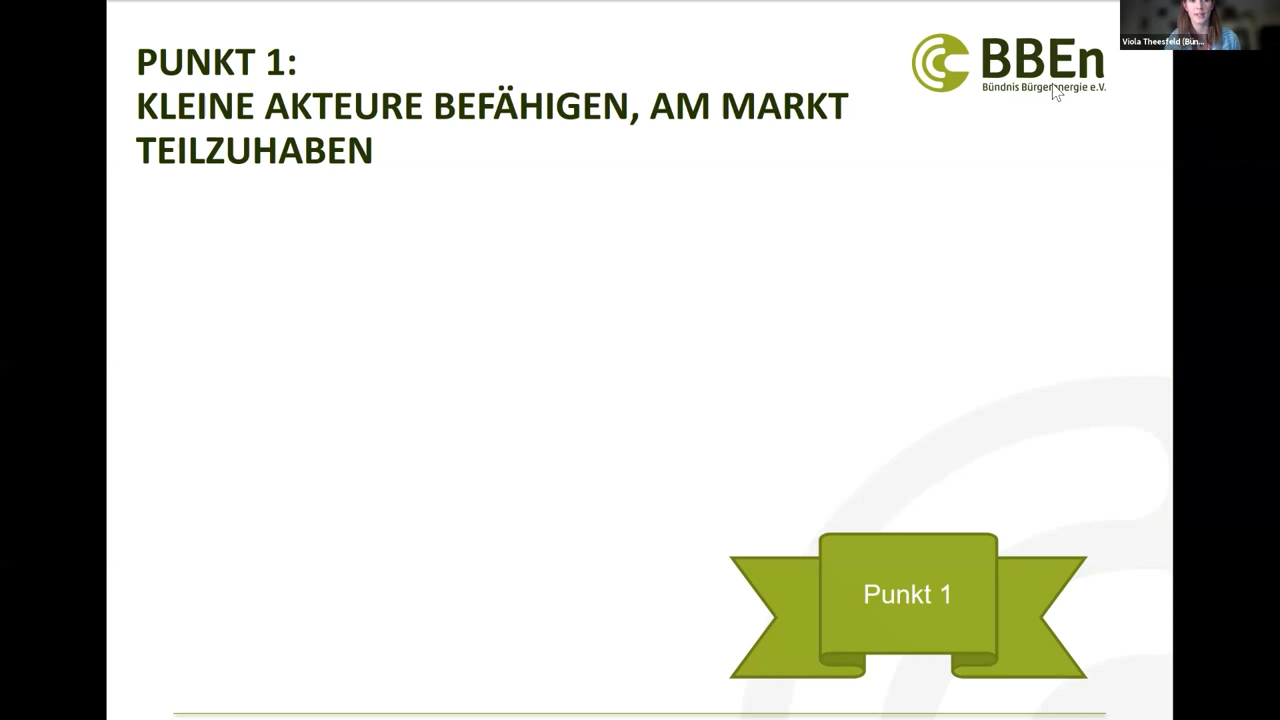 PUNKT 1:
KLEINE AKTEURE BEFÄHIGEN, AM MARKT
TEILZUHABEN
BBEn
Bündnis Bürgerenergie e.V.
Viola Theesfeld (Bün...
Punkt 1